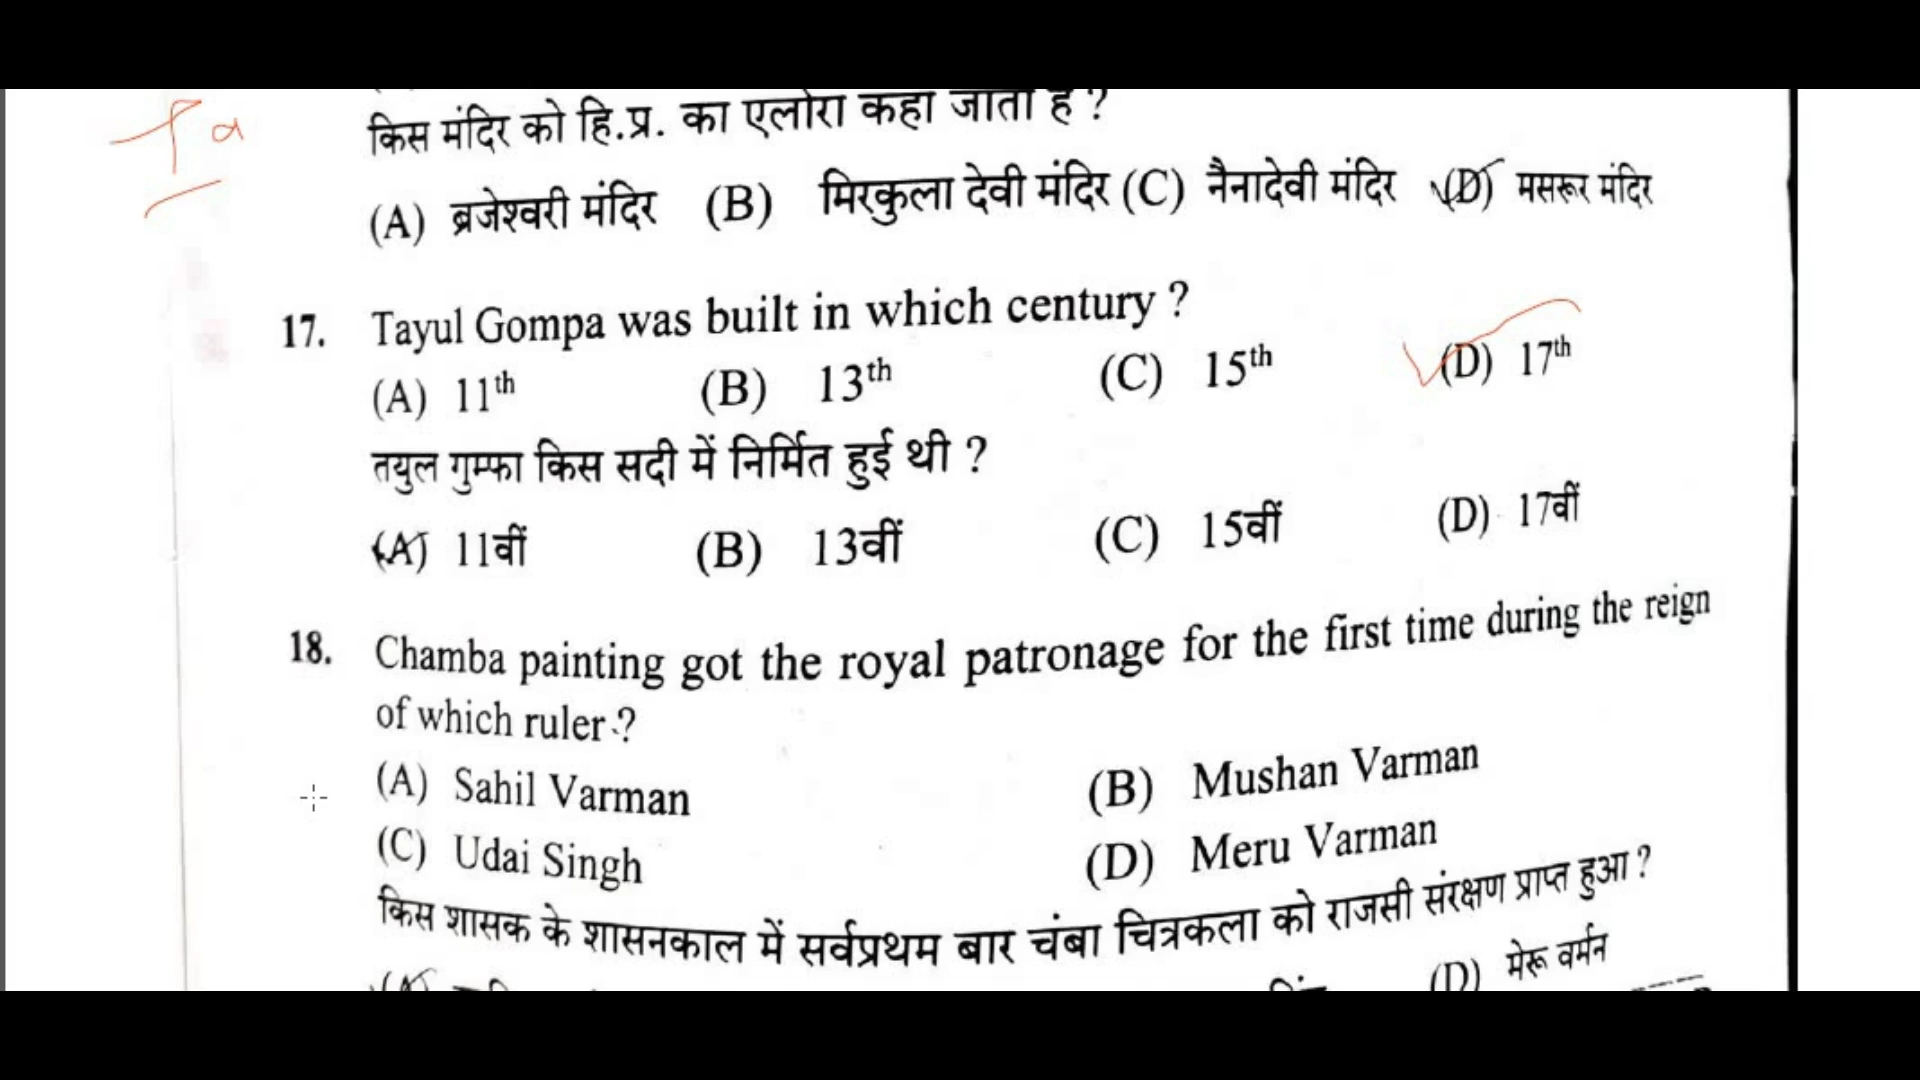 किस मंदिर को हि.प्र. का एलोरा कहा जाता है ?
(A) ब्रजेश्वरी मंदिर (B) मिरकुला देवी मंदिर (C) नैनादेवी मंदिर (D) मसरूर मंदिर
17. Tayul Gompa was built in which century ?
(A) 11th (B) 13th (C) 15th (D) 17th
तयुल गुम्फा किस सदी में निर्मित हुई थी ?
(A) 11वीं (B) 13वीं (C) 15वीं (D) 17वीं
18. Chamba painting got the royal patronage for the first time during the reign
of which ruler ?
(A) Sahil Varman (B) Mushan Varman
(C) Udai Singh (D) Meru Varman
किस शासक के शासनकाल में सर्वप्रथम बार चंबा चित्रकला को राजसी संरक्षण प्राप्त हुआ ?
(A) (D) मेरू वर्मन